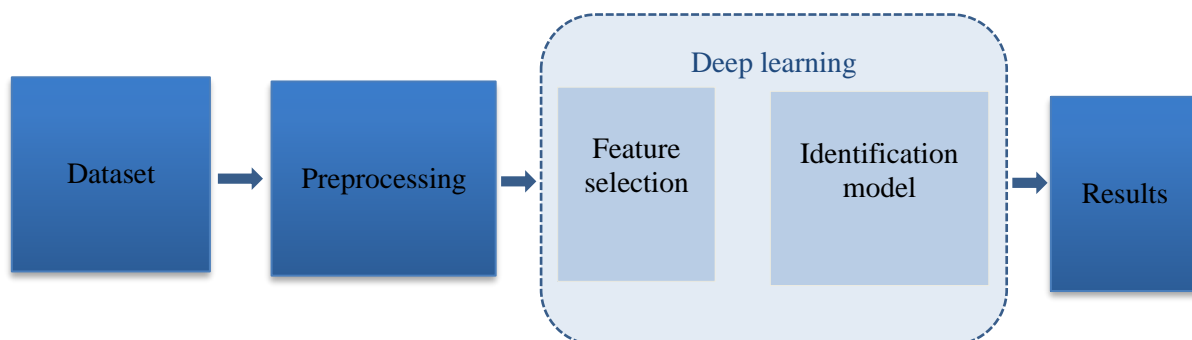 Dataset
Preprocessing
Deep learning
Feature
selection
Identification
model
Results